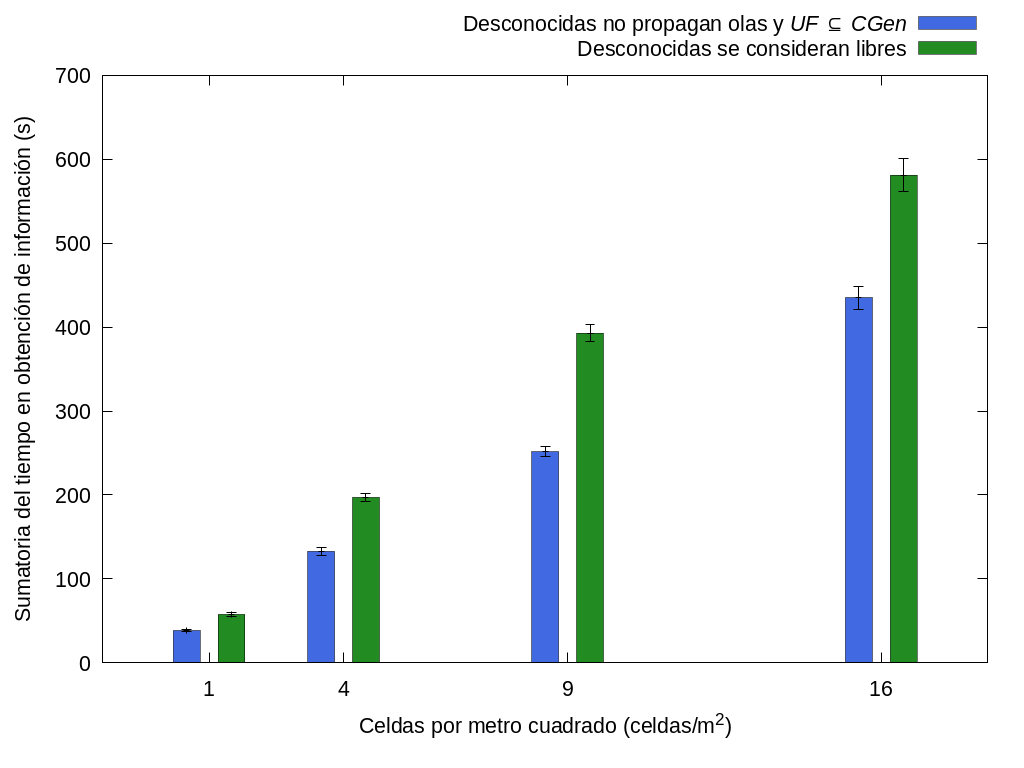 Desconocidas no propagan olas y UF ⊆ CGen
Desconocidas se consideran libres
700
600
500
400
300
200
100
0
Sumatoria del tiempo en obtención de información (s)
1 4 9 16
Celdas por metro cuadrado (celdas/m²)